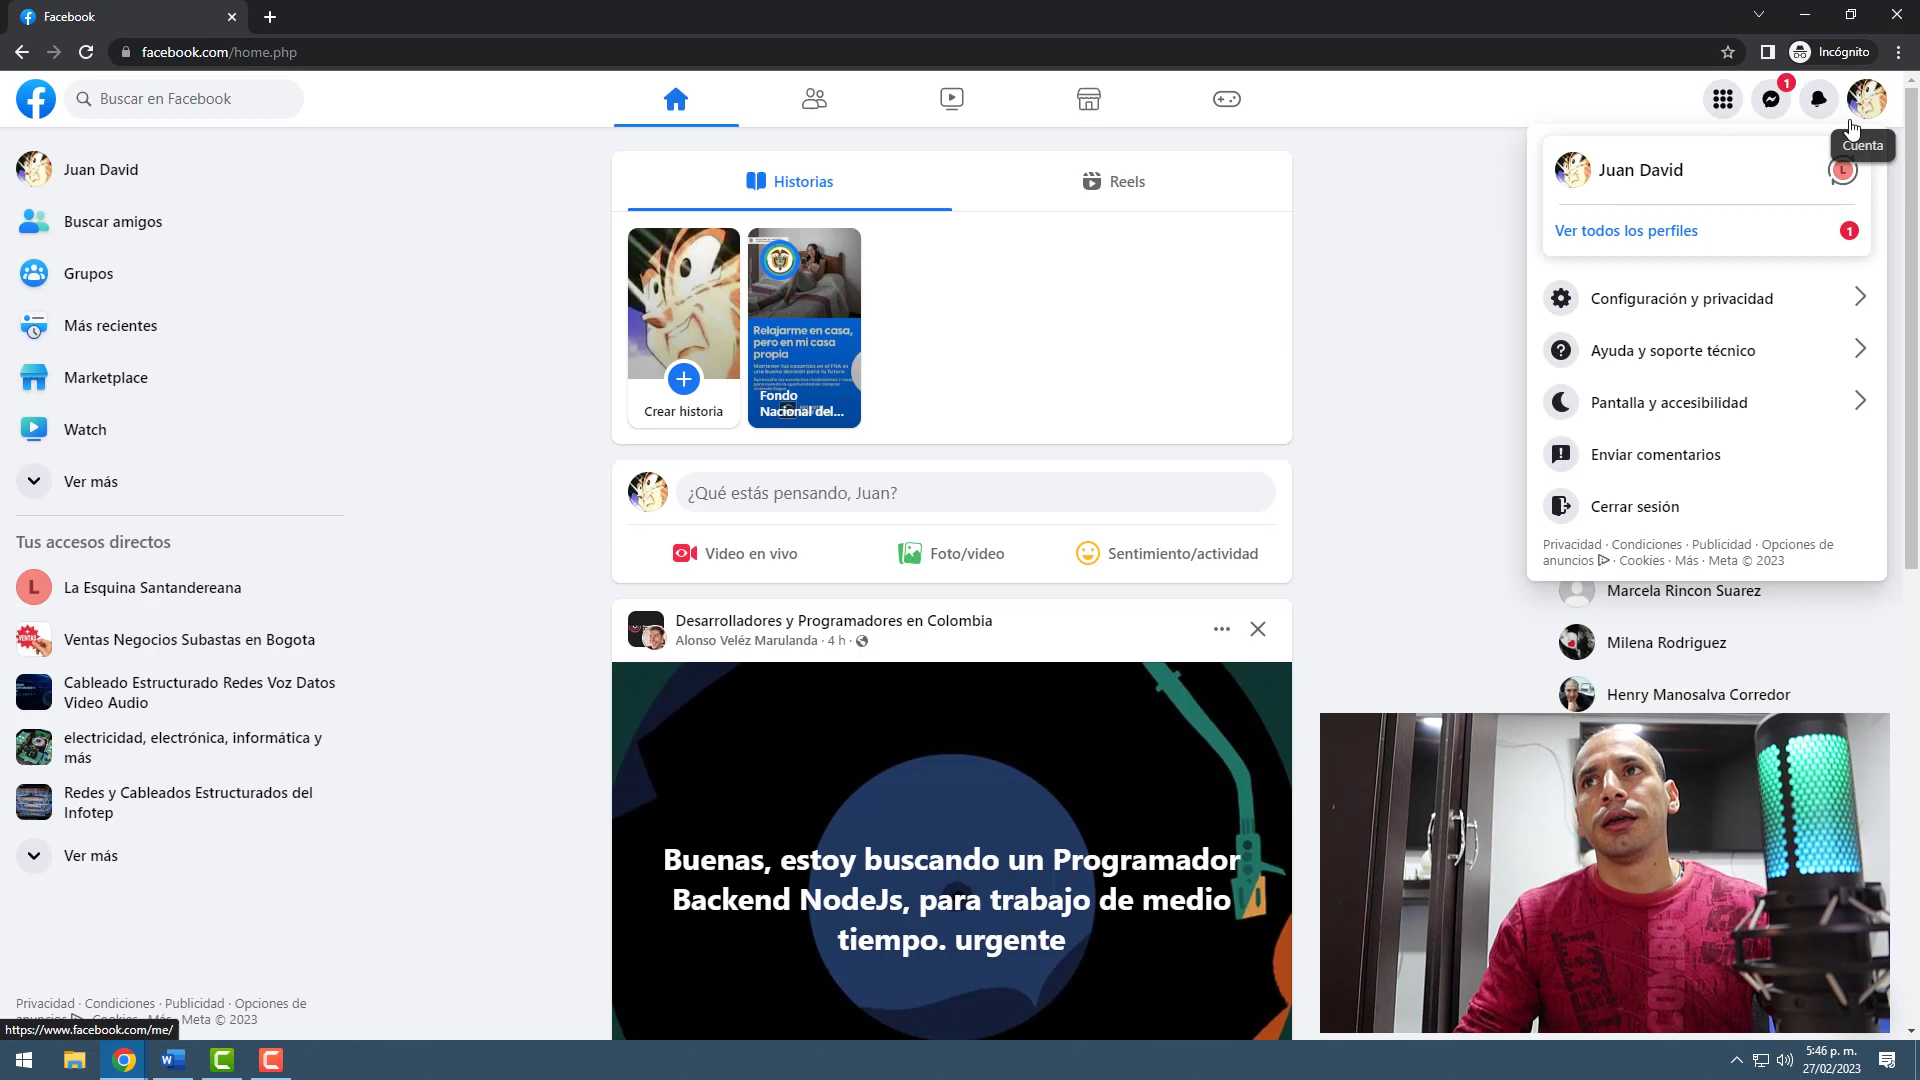 Facebook
facebook.com/home.php
Incógnito
Buscar en Facebook
1
Cuenta
Juan David
Buscar amigos
Grupos
Más recientes
Marketplace
Watch
Ver más
Tus accesos directos
L
La Esquina Santandereana
VENTAS
Ventas Negocios Subastas en Bogota
Cableado Estructurado Redes Voz Datos
Video Audio
electricidad, electrónica, informática y
más
Redes y Cableados Estructurados del
Infotep
Ver más
Privacidad · Condiciones · Publicidad · Opciones de
Meta © 2023
https://www.facebook.com/me/
Historias
Reels
Crear historia
Relajarme en casa,
pero en mi casa
propia
Fondo
Nacional del...
¿Qué estás pensando, Juan?
Video en vivo
Foto/video
Sentimiento/actividad
Desarrolladores y Programadores en Colombia
Alonso Veléz Marulanda · 4 h ·
Buenas, estoy buscando un Programador
Backend NodeJs, para trabajo de medio
tiempo. urgente
Juan David
L
Ver todos los perfiles
1
Configuración y privacidad
Ayuda y soporte técnico
Pantalla y accesibilidad
Enviar comentarios
Cerrar sesión
Privacidad · Condiciones · Publicidad · Opciones de
anuncios · Cookies · Más · Meta © 2023
Marcela Rincon Suarez
Milena Rodriguez
Henry Manosalva Corredor
5:46 p. m.
27/02/2023